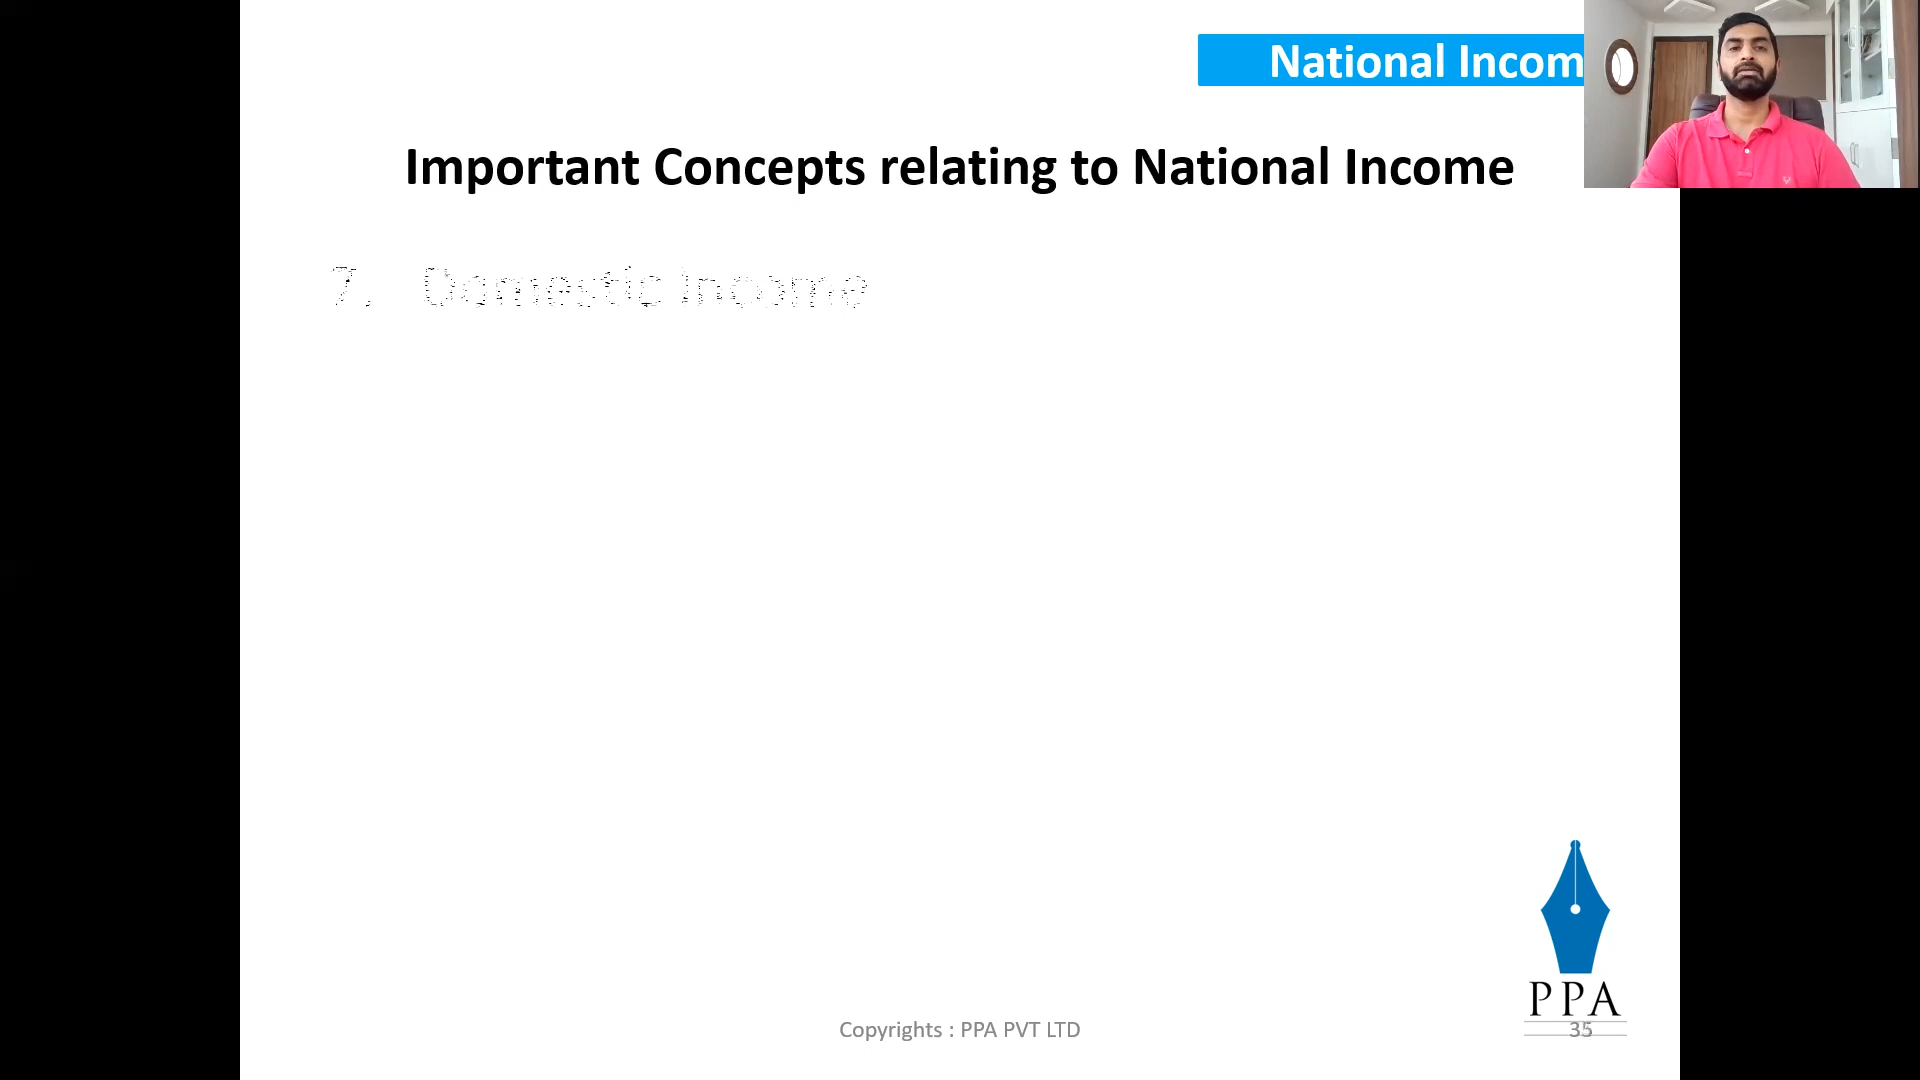 National Incom
Important Concepts relating to National Income
7. Domestic Income
PPA
Copyrights : PPA PVT LTD
35